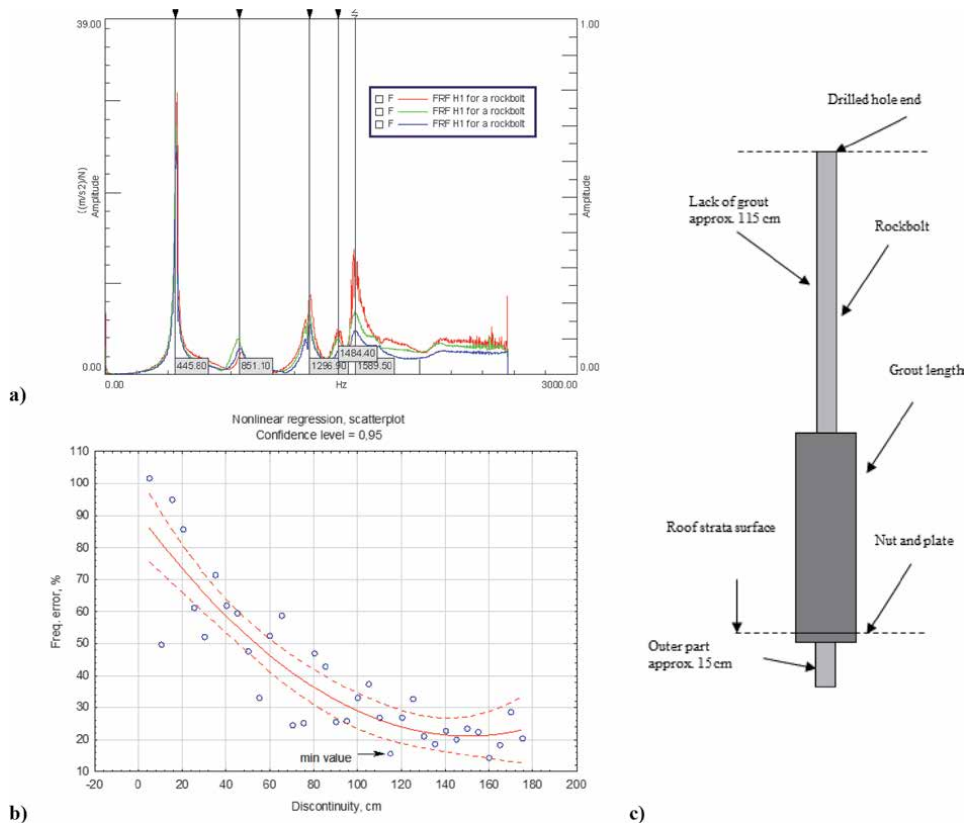 39.00
1.00
F FRF H1 for a rockbolt
F FRF H1 for a rockbolt
F FRF H1 for a rockbolt
((m/s2)/N)
Amplitude
Amplitude
1484.40
445.60 851.10 1296.90 1589.50
0.00
0.00
0.00 Hz 3000.00
a)
Nonlinear regression, scatterplot
Confidence level = 0,95
110
100
90
80
70
60
50
40
30
20
10
Freq. error, %
min value
-20 0 20 40 60 80 100 120 140 160 180 200
Discontinuity, cm
b)
Drilled hole end
Lack of grout
approx. 115 cm
Rockbolt
Grout length
Roof strata surface
Nut and plate
Outer part
approx. 15 cm
c)